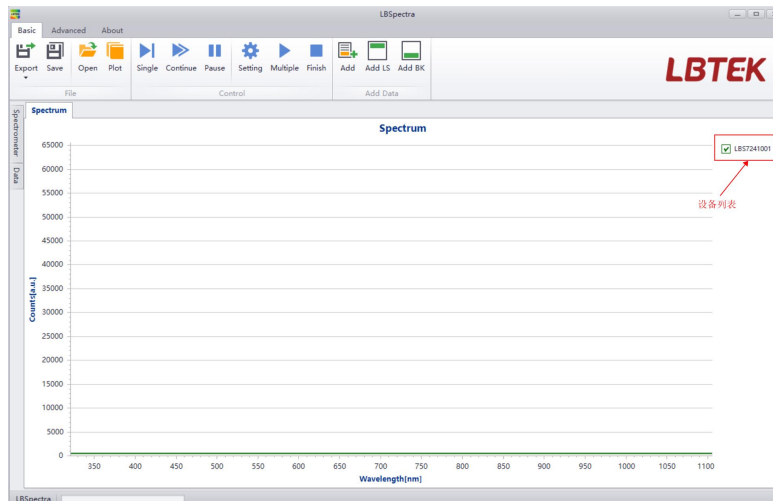 LBSpectra
Basic Advanced About
Export Save Open Plot Single Continue Pause Setting Multiple Finish Add Add LS Add BK
File Control Add Data
LBTEK
Spectrometer
Data
Spectrum
Spectrum
LBS7241001
设备列表
Counts[a.u.]
65000
60000
55000
50000
45000
40000
35000
30000
25000
20000
15000
10000
5000
0
350 400 450 500 550 600 650 700 750 800 850 900 950 1000 1050 1100
Wavelength[nm]
LBSpectra